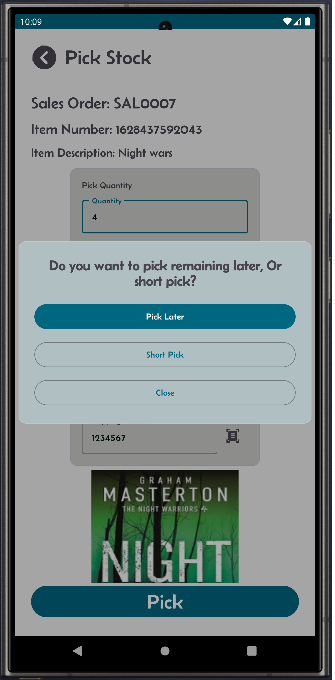 10:09
Pick Stock
Sales Order: SAL0007
Item Number: 1628437592043
Item Description: Night wars
Pick Quantity
Quantity
4
Do you want to pick remaining later, Or
short pick?
Pick Later
Short Pick
Close
1234567
GRAHAM
MASTERTON
THE NIGHT WARRIORS
NIGHT
Pick